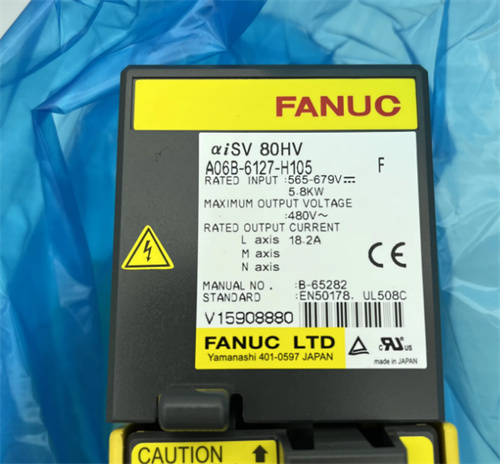 FANUC
αiSV 80HV
A06B-6127-H105 F
RATED INPUT :565-679V⎓
5.8KW
MAXIMUM OUTPUT VOLTAGE
:480V~
RATED OUTPUT CURRENT
L axis 18.2A
M axis
N axis
CE
MANUAL NO. :B-65282
STANDARD :EN50178, UL508C
V15908880
FANUC LTD
Yamanashi 401-0597 JAPAN
c RU us
made in JAPAN
CAUTION